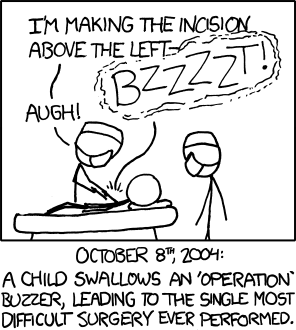 I'M MAKING THE INCISION
ABOVE THE LEFT-
BZZZZT!
AUGH!
OCTOBER 8TH, 2004:
A CHILD SWALLOWS AN 'OPERATION'
BUZZER, LEADING TO THE SINGLE MOST
DIFFICULT SURGERY EVER PERFORMED.